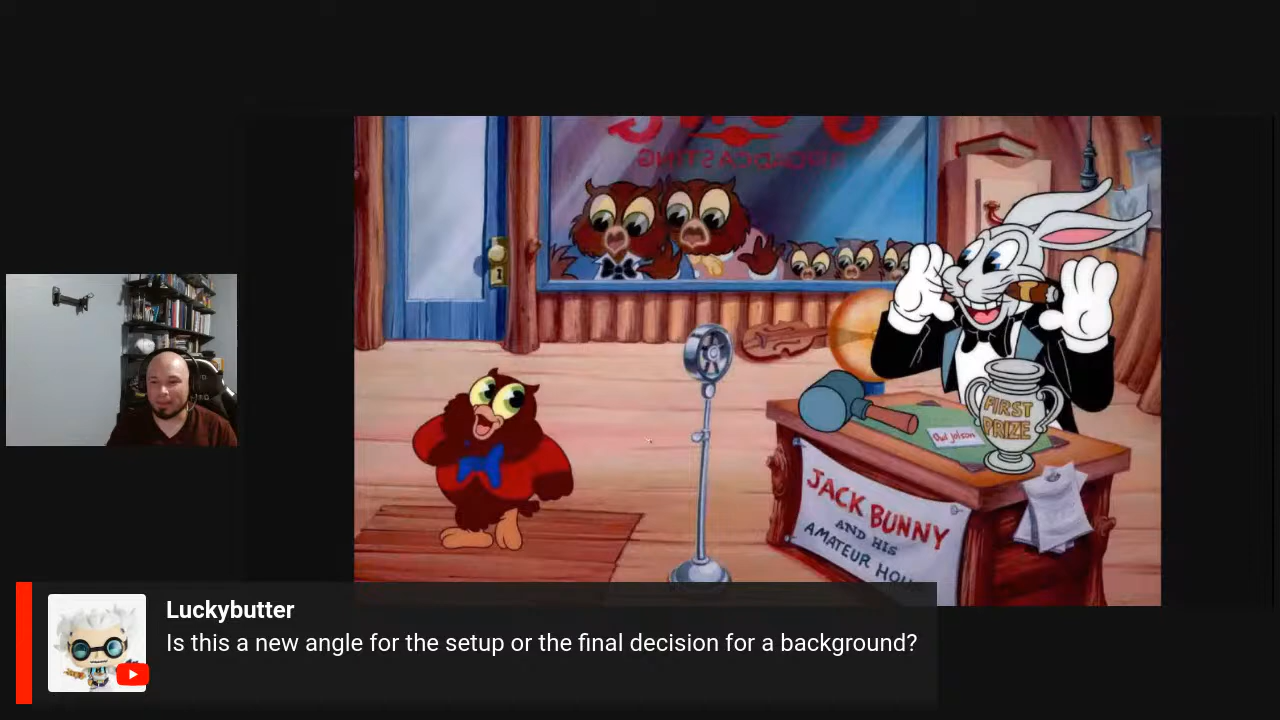 BROADCASTING
Owl Jolson
FIRST
PRIZE
JACK BUNNY
AND HIS
AMATEUR HOU
Luckybutter
Is this a new angle for the setup or the final decision for a background?